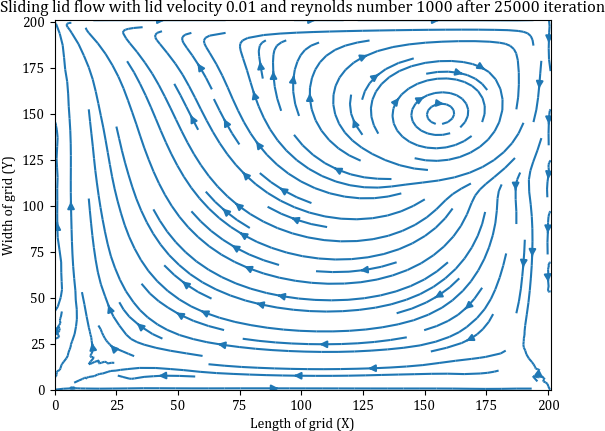 Sliding lid flow with lid velocity 0.01 and reynolds number 1000 after 25000 iteration
200
175
150
125
100
75
50
25
0
Width of grid (Y)
0 25 50 75 100 125 150 175 200
Length of grid (X)